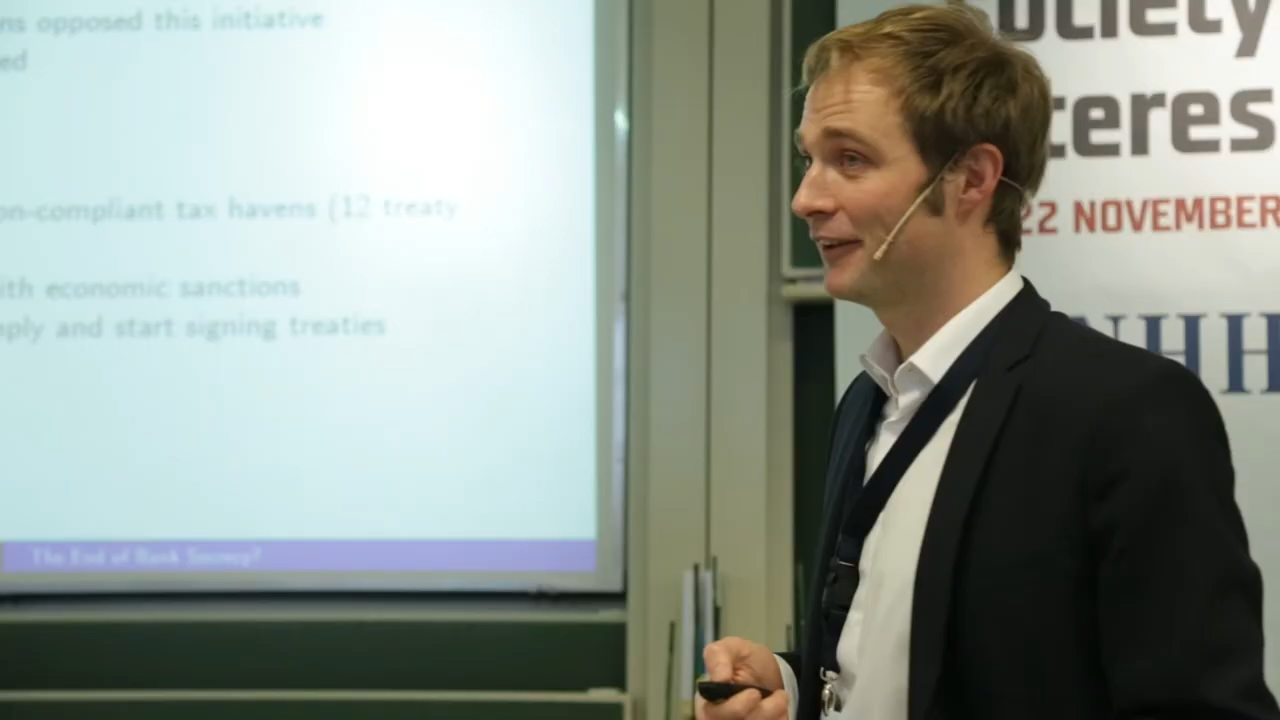 ns opposed this initiative
ed
on-compliant tax havens (12 treaty
ith economic sanctions
mply and start signing treaties
The End of Bank Secrecy?
ociety
teres
22 NOVEMBER
NHH